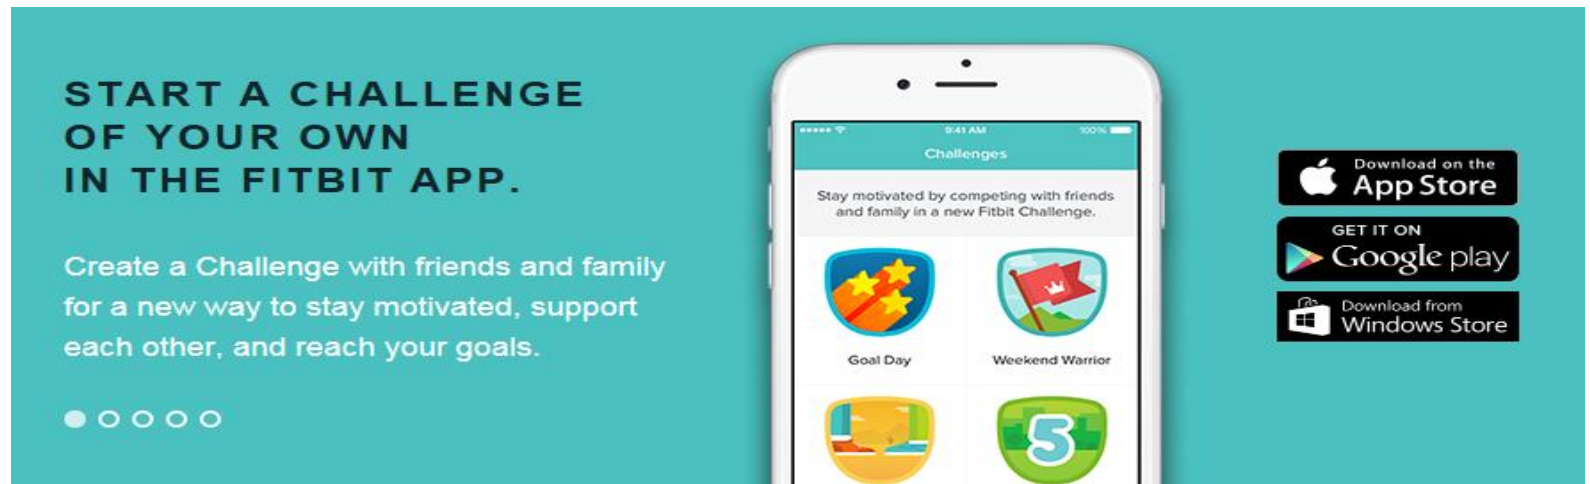 START A CHALLENGE
OF YOUR OWN
IN THE FITBIT APP.
Create a Challenge with friends and family
for a new way to stay motivated, support
each other, and reach your goals.
9:41 AM
100%
Challenges
Stay motivated by competing with friends
and family in a new Fitbit Challenge.
Goal Day
Weekend Warrior
5
Download on the
App Store
GET IT ON
Google play
Download from
Windows Store